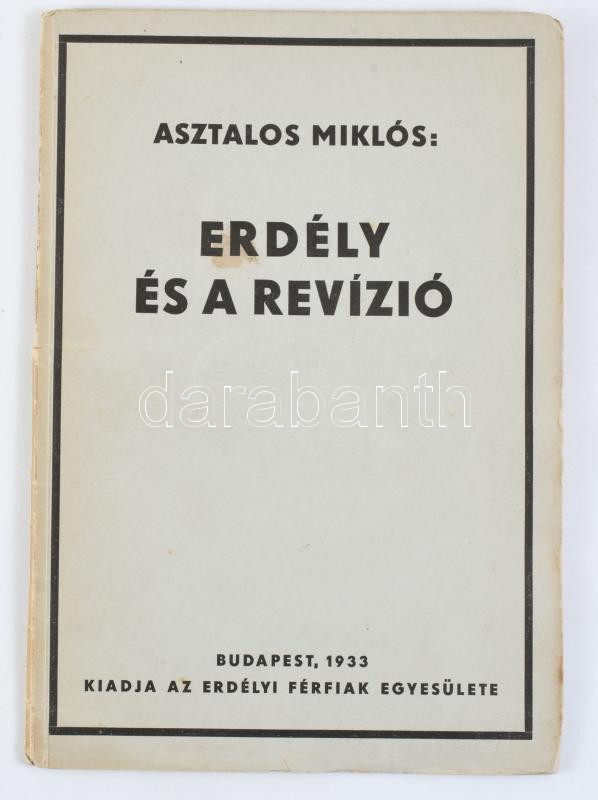 ASZTALOS MIKLÓS:
ERDÉLY
ÉS A REVÍZIÓ
darabanth
BUDAPEST, 1933
KIADJA AZ ERDÉLYI FÉRFIAK EGYESÜLETE